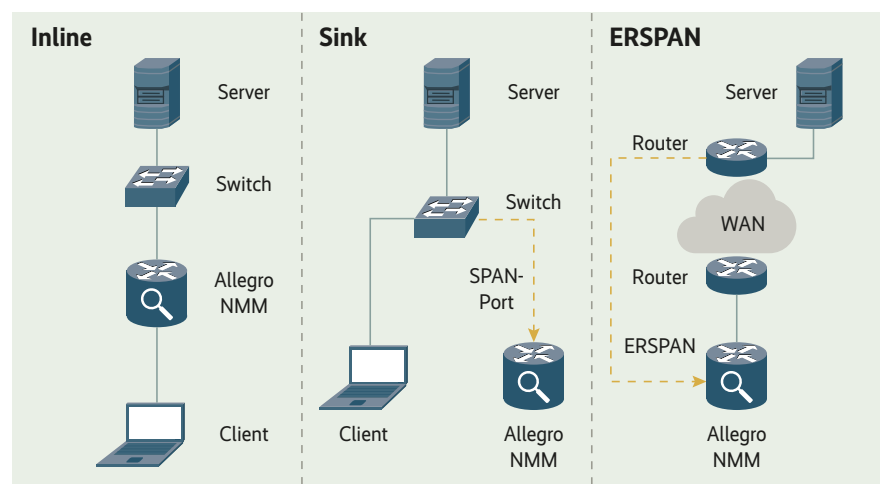 Inline
Server
Switch
Allegro
NMM
Client
Sink
Server
Switch
SPAN-
Port
Client
Allegro
NMM
ERSPAN
Server
Router
WAN
Router
ERSPAN
Allegro
NMM